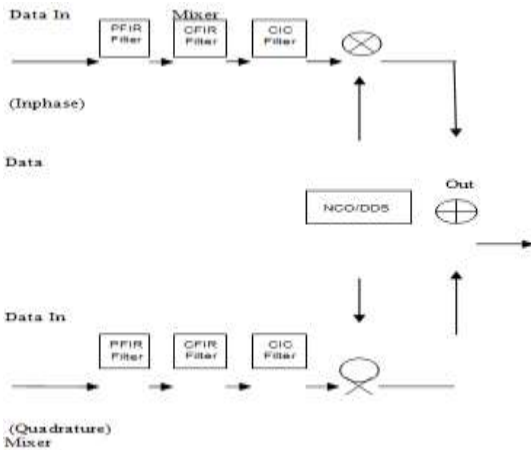 Data In
Mixer
PFIR
Filter
CFIR
Filter
CIC
Filter
(Inphase)
Data
Out
NCO/DDS
Data In
PFIR
Filter
CFIR
Filter
CIC
Filter
(Quadrature)
Mixer